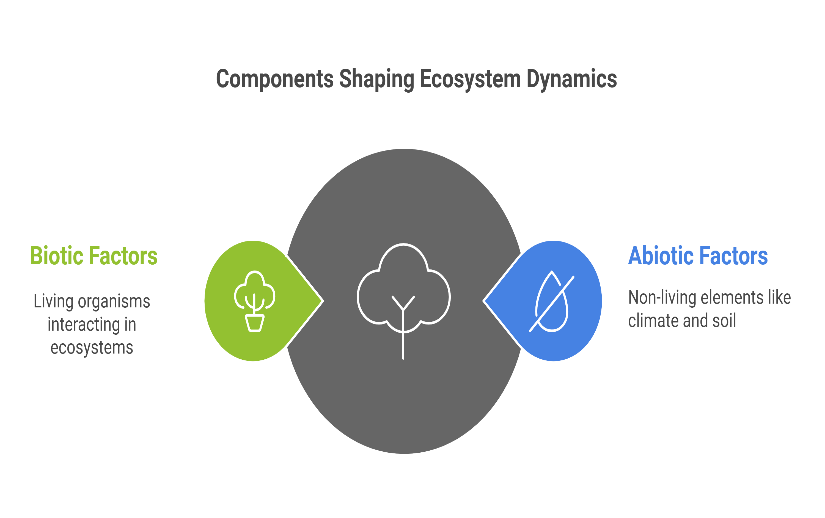 Components Shaping Ecosystem Dynamics
Biotic Factors
Living organisms
interacting in
ecosystems
Abiotic Factors
Non-living elements like
climate and soil